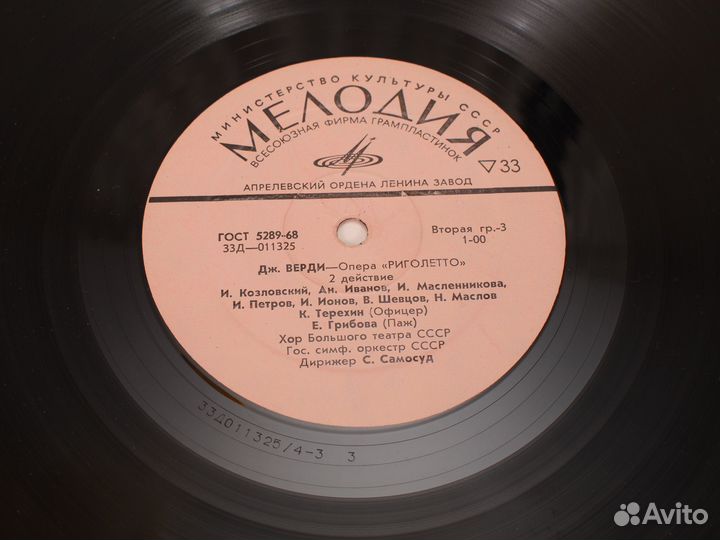 МИНИСТЕРСТВО КУЛЬТУРЫ СССР
МЕЛОДИЯ
ВСЕСОЮЗНАЯ ФИРМА ГРАМПЛАСТИНОК
▽33
АПРЕЛЕВСКИЙ ОРДЕНА ЛЕНИНА ЗАВОД
ГОСТ 5289-68
33Д—011325
Вторая гр.-3
1-00
Дж. ВЕРДИ—Опера «РИГОЛЕТТО»
2 действие
И. Козловский, Ан. Иванов, И. Масленникова,
И. Петров, И. Ионов, В. Шевцов, Н. Маслов
К. Терехин (Офицер)
Е. Грибова (Паж)
Хор Большого театра СССР
Гос. симф. оркестр СССР
Дирижер С. Самосуд
33Д011325/4-3 3
Avito